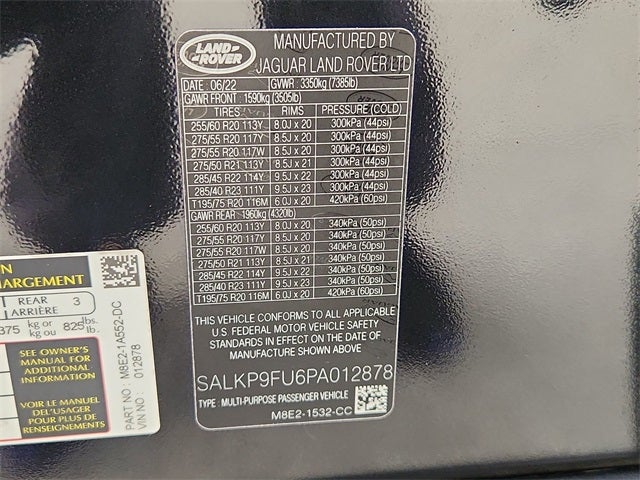 LAND ROVER
MANUFACTURED BY
JAGUAR LAND ROVER LTD
DATE : 06/22 GVWR : 3350kg (7385lb)
GAWR FRONT : 1590kg (3505lb)
TIRES RIMS PRESSURE (COLD)
255/60 R20 113Y 8.0J x 20 300kPa (44psi)
275/55 R20 117Y 8.5J x 20 300kPa (44psi)
275/55 R20 117W 8.5J x 20 300kPa (44psi)
275/50 R21 113Y 8.5J x 21 300kPa (44psi)
285/45 R22 114Y 9.5J x 22 300kPa (44psi)
285/40 R23 111Y 9.5J x 23 300kPa (44psi)
T195/75 R20 116M 6.0J x 20 420kPa (60psi)
GAWR REAR : 1960kg (4320lb)
255/60 R20 113Y 8.0J x 20 340kPa (50psi)
275/55 R20 117Y 8.5J x 20 340kPa (50psi)
275/55 R20 117W 8.5J x 20 340kPa (50psi)
275/50 R21 113Y 8.5J x 21 340kPa (50psi)
285/45 R22 114Y 9.5J x 22 340kPa (50psi)
285/40 R23 111Y 9.5J x 23 340kPa (50psi)
T195/75 R20 116M 6.0J x 20 420kPa (60psi)
THIS VEHICLE CONFORMS TO ALL APPLICABLE
U.S. FEDERAL MOTOR VEHICLE SAFETY
STANDARDS IN EFFECT ON THE DATE OF
MANUFACTURE SHOWN ABOVE
SALKP9FU6PA012878
TYPE : MULTI-PURPOSE PASSENGER VEHICLE
M8E2-1532-CC
ON
HARGEMENT
REAR 3
ARRIÈRE
375 kg or kg ou 825 lbs. lb.
SEE OWNER'S
MANUAL FOR
ADDITIONAL
INFORMATION
VOIR LE MANUEL
DEL'USAGER
POUR PLUS DE
RENSEIGNEMENTS
PART NO : M8E2-1A552-DC
VIN NO : 012878